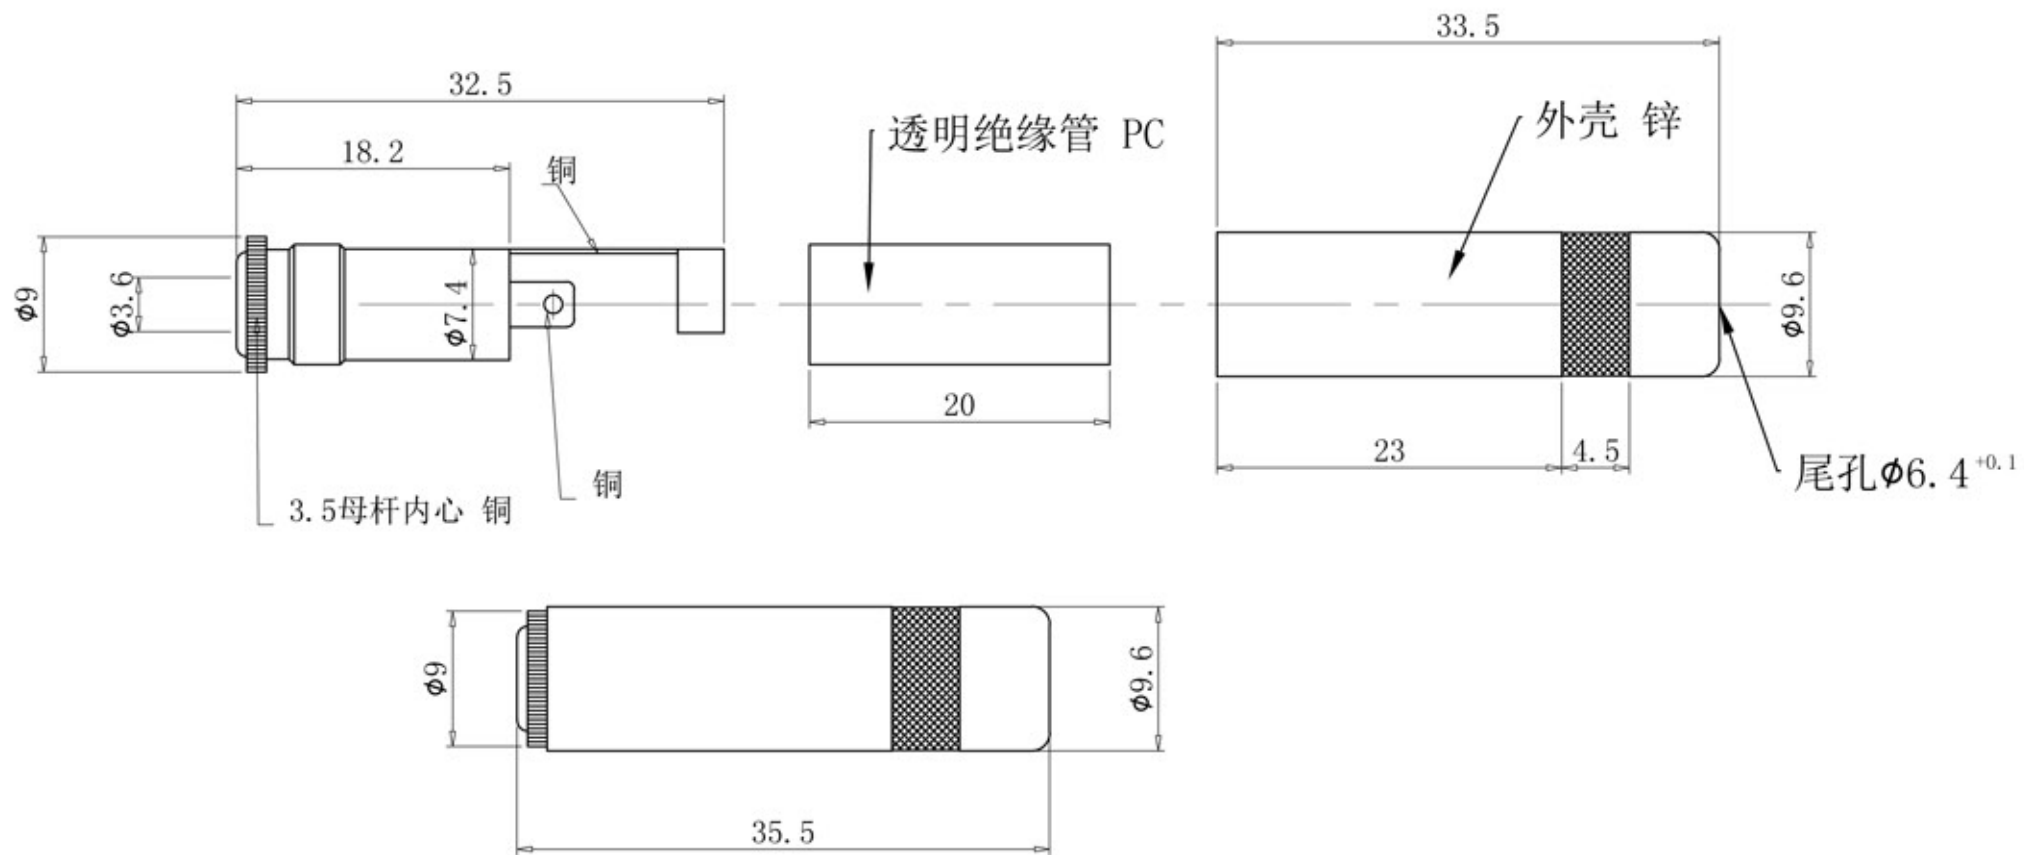 33.5
32.5
18.2
铜
透明绝缘管 PC
外壳 锌
ϕ9
ϕ3.6
ϕ7.4
ϕ9.6
20
23
4.5
尾孔ϕ6.4+0.1
铜
3.5母杆内心 铜
ϕ9
ϕ9.6
35.5